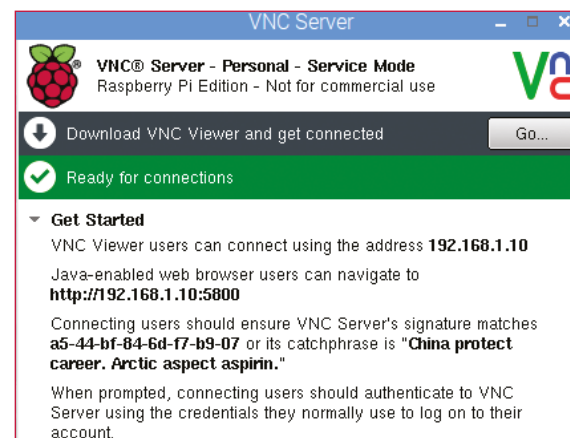 VNC Server
VNC® Server - Personal - Service Mode
Raspberry Pi Edition - Not for commercial use
Download VNC Viewer and get connected
Go...
Ready for connections
Get Started
VNC Viewer users can connect using the address 192.168.1.10
Java-enabled web browser users can navigate to
http://192.168.1.10:5800
Connecting users should ensure VNC Server's signature matches
a5-44-bf-84-6d-f7-b9-07 or its catchphrase is "China protect
career. Arctic aspect aspirin."
When prompted, connecting users should authenticate to VNC
Server using the credentials they normally use to log on to their
account.